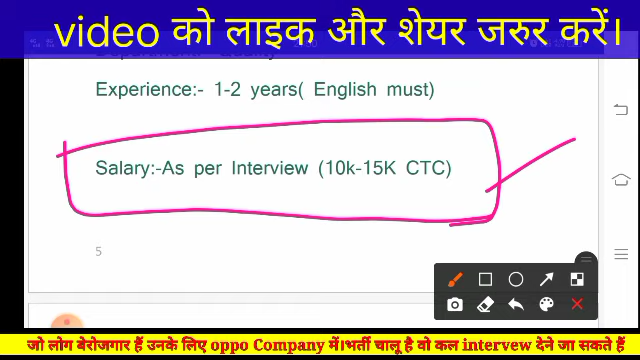 video को लाइक और शेयर जरुर करें।
Experience:- 1-2 years( English must)
Salary:-As per Interview (10k-15K CTC)
5
जो लोग बेरोजगार हैं उनके लिए oppo Company में।भर्ती चालू है वो कल intervew देने जा सकते हैं